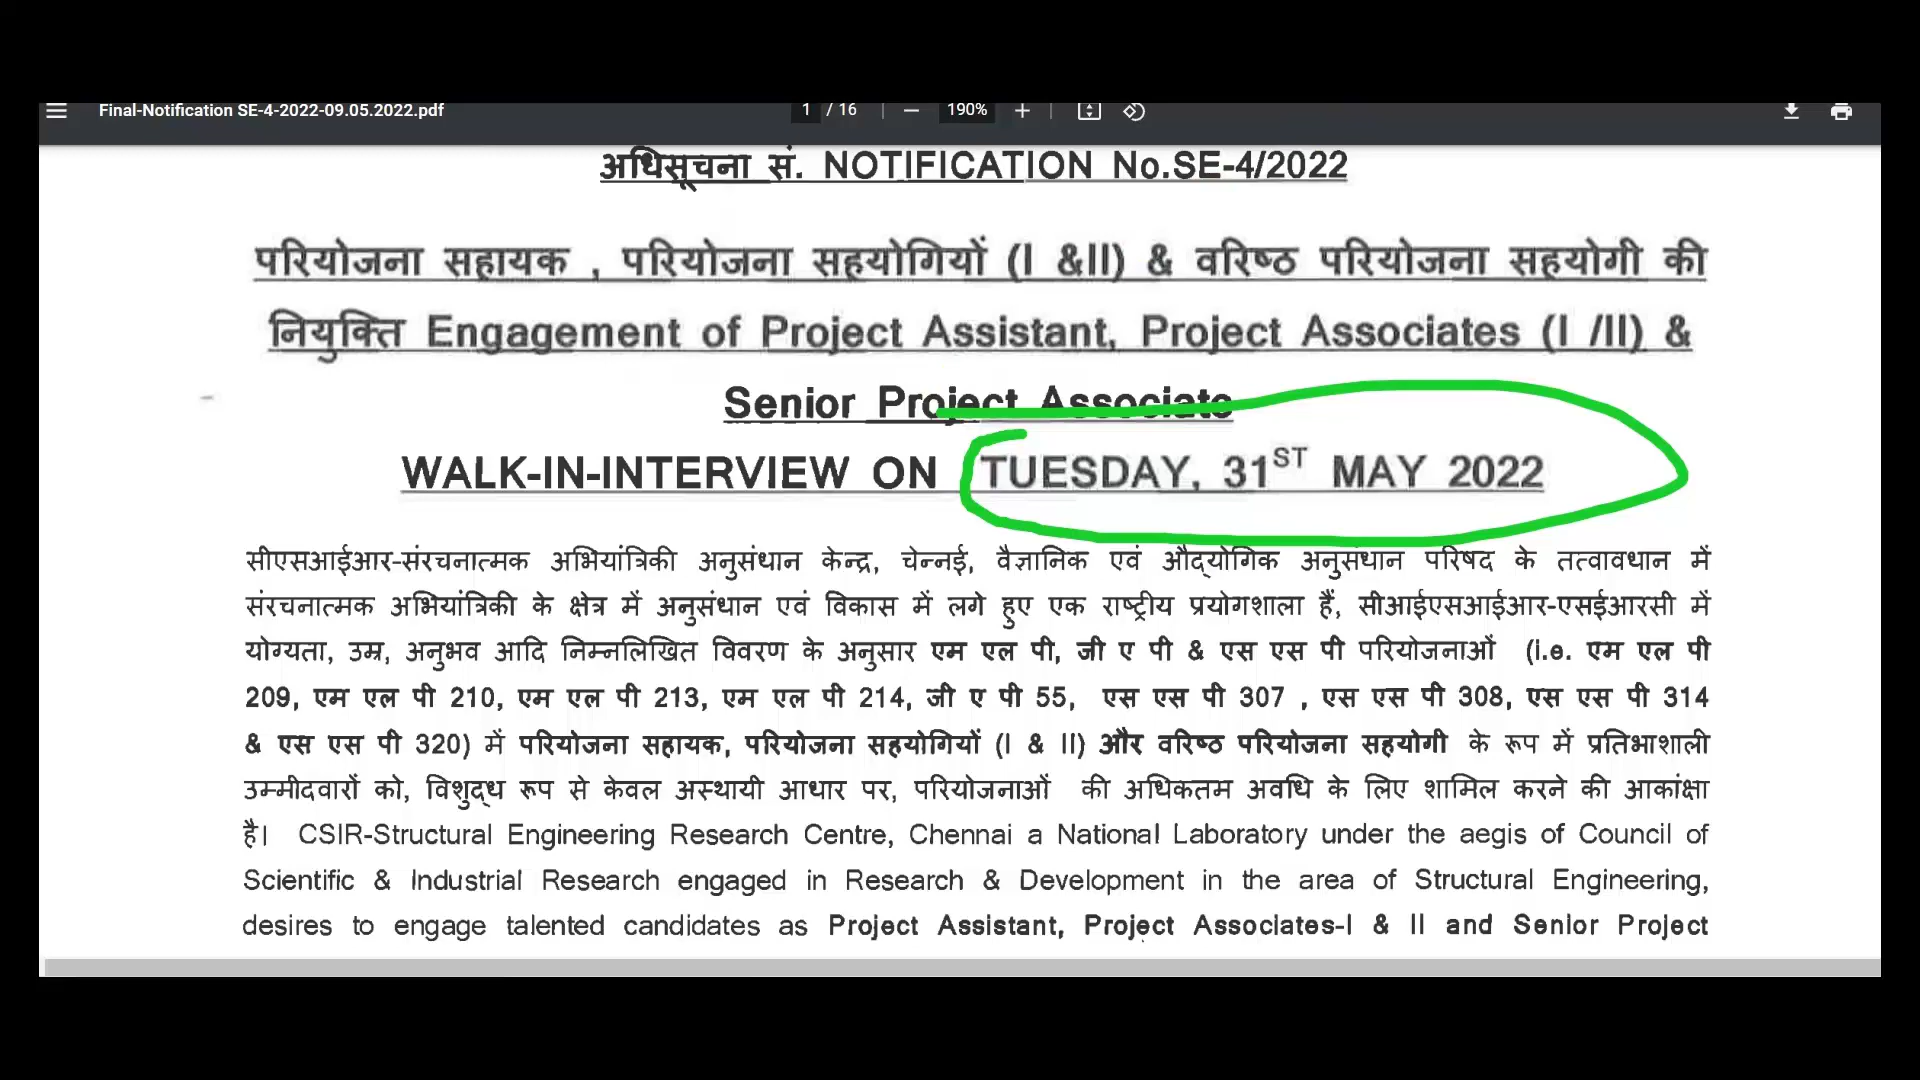 Final-Notification SE-4-2022-09.05.2022.pdf 1 / 16 190%
अधिसूचना सं. NOTIFICATION No.SE-4/2022
परियोजना सहायक , परियोजना सहयोगियों (I &II) & वरिष्ठ परियोजना सहयोगी की
नियुक्ति Engagement of Project Assistant, Project Associates (I /II) &
Senior Project Associate
WALK-IN-INTERVIEW ON TUESDAY, 31ST MAY 2022
सीएसआईआर-संरचनात्मक अभियांत्रिकी अनुसंधान केन्द्र, चेन्नई, वैज्ञानिक एवं औद्योगिक अनुसंधान परिषद के तत्वावधान में
संरचनात्मक अभियांत्रिकी के क्षेत्र में अनुसंधान एवं विकास में लगे हुए एक राष्ट्रीय प्रयोगशाला हैं, सीआईएसआईआर-एसईआरसी में
योग्यता, उम्र, अनुभव आदि निम्नलिखित विवरण के अनुसार एम एल पी, जी ए पी & एस एस पी परियोजनाओं (i.e. एम एल पी
209, एम एल पी 210, एम एल पी 213, एम एल पी 214, जी ए पी 55, एस एस पी 307 , एस एस पी 308, एस एस पी 314
& एस एस पी 320) में परियोजना सहायक, परियोजना सहयोगियों (I & II) और वरिष्ठ परियोजना सहयोगी के रूप में प्रतिभाशाली
उम्मीदवारों को, विशुद्ध रूप से केवल अस्थायी आधार पर, परियोजनाओं की अधिकतम अवधि के लिए शामिल करने की आकांक्षा
है। CSIR-Structural Engineering Research Centre, Chennai a National Laboratory under the aegis of Council of
Scientific & Industrial Research engaged in Research & Development in the area of Structural Engineering,
desires to engage talented candidates as Project Assistant, Project Associates-I & II and Senior Project